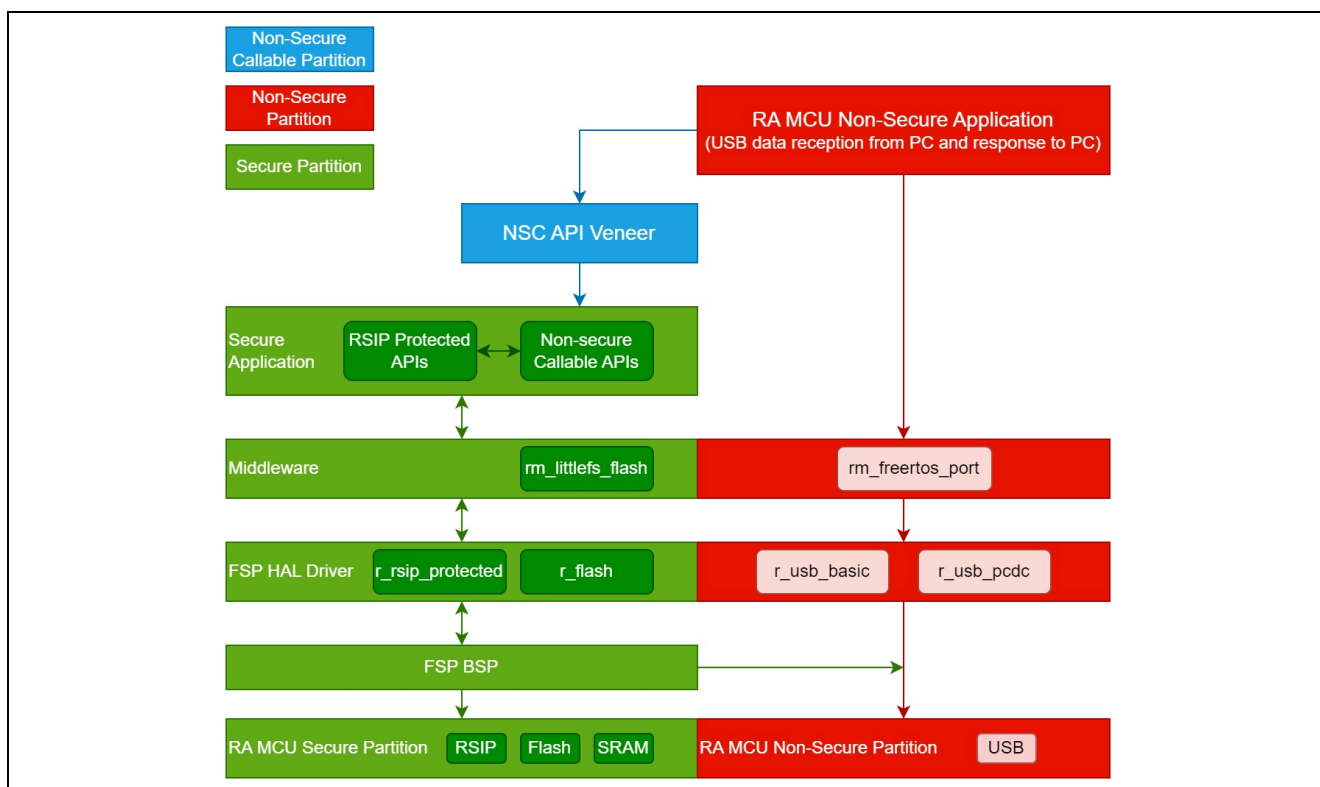 Non-Secure
Callable Partition
Non-Secure
Partition
Secure Partition
RA MCU Non-Secure Application
(USB data reception from PC and response to PC)
NSC API Veneer
Secure
Application
RSIP Protected
APIs
Non-secure
Callable APIs
Middleware
rm_littlefs_flash
rm_freertos_port
FSP HAL Driver
r_rsip_protected
r_flash
r_usb_basic
r_usb_pcdc
FSP BSP
RA MCU Secure Partition
RSIP
Flash
SRAM
RA MCU Non-Secure Partition
USB